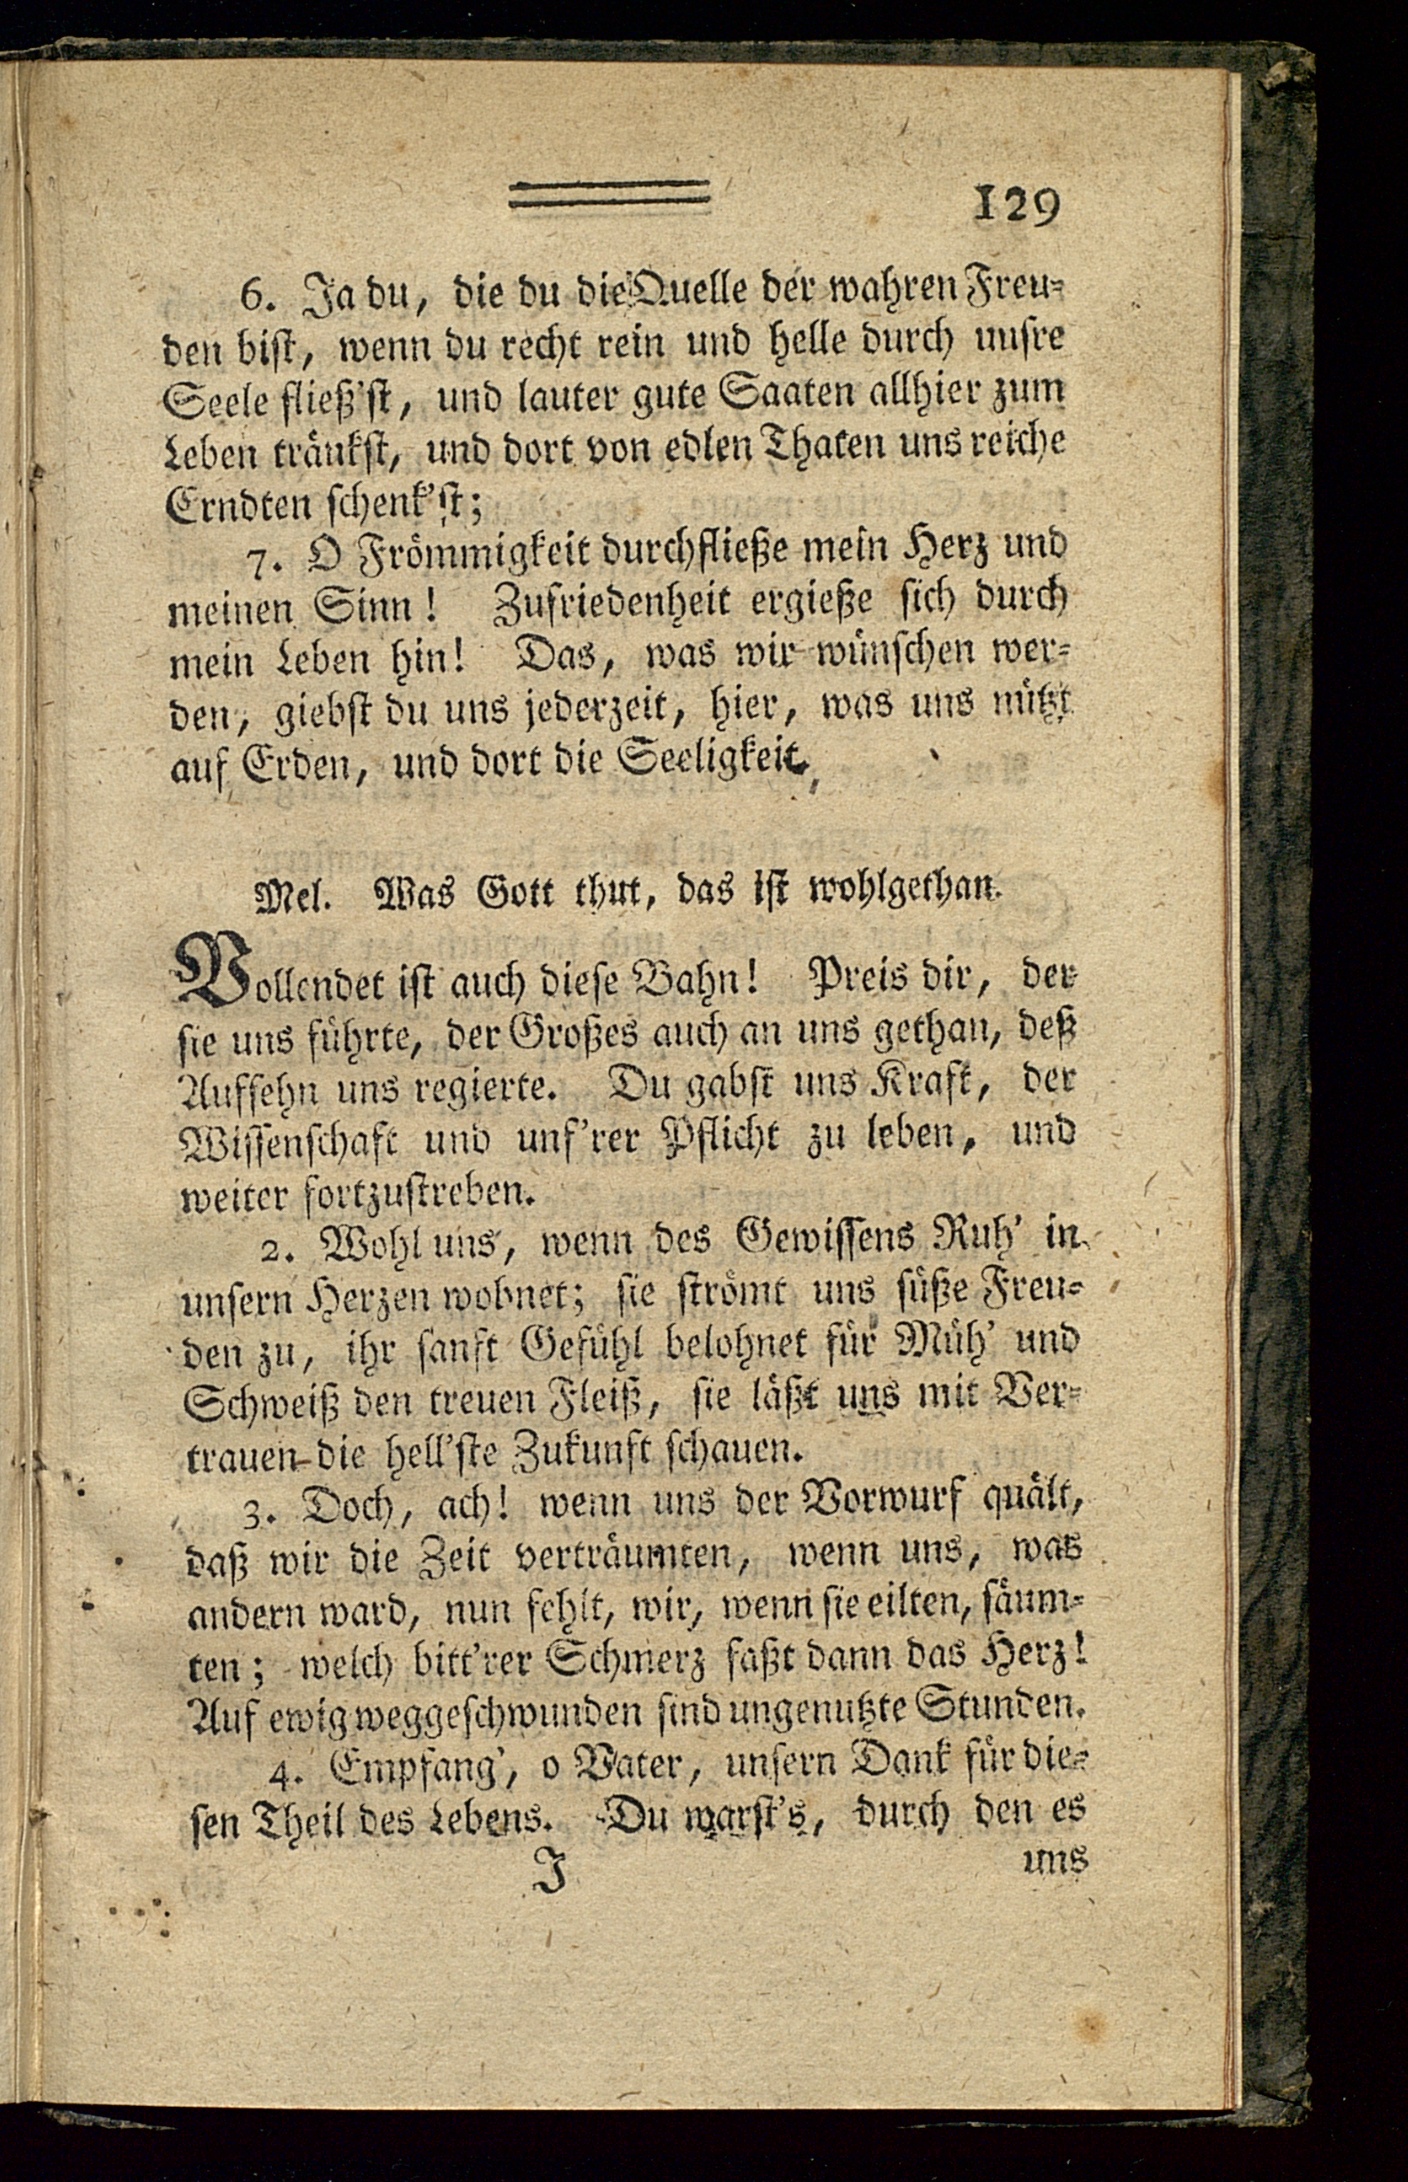 129
6. Ja du, die du die Quelle der wahren Freu-
den bist, wenn du recht rein und helle durch unsre
Seele fließ'st, und lauter gute Saaten allhier zum
Leben tränkst, und dort von edlen Thaten uns reiche
Erndten schenk'st;
7. O Frömmigkeit durchfließe mein Herz und
meinen Sinn! Zufriedenheit ergieße sich durch
mein Leben hin! Das, was wir wünschen wer-
den, giebst du uns jederzeit, hier, was uns nützt
auf Erden, und dort die Seeligkeit.
Mel. Was Gott thut, das ist wohlgethan.
Vollendet ist auch diese Bahn! Preis dir, der
sie uns führte, der Großes auch an uns gethan, deß
Aufsehn uns regierte. Du gabst uns Kraft, der
Wissenschaft und uns'rer Pflicht zu leben, und
weiter fortzustreben.
2. Wohl uns, wenn des Gewissens Ruh' in
unsern Herzen wohnet; sie strömt uns süße Freu-
den zu, ihr sanft Gefühl belohnet für Müh' und
Schweiß den treuen Fleiß, sie läßt uns mit Ver-
trauen die hell'ste Zukunft schauen.
3. Doch, ach! wenn uns der Vorwurf quält,
daß wir die Zeit verträumten, wenn uns, was
andern ward, nun fehlt, wir, wenn sie eilten, säum-
ten; welch bitt'rer Schmerz faßt dann das Herz!
Auf ewig weggeschwunden sind ungenutzte Stunden.
4. Empfang', o Vater, unsern Dank für die-
sen Theil des Lebens. Du warst's, durch den es
J uns